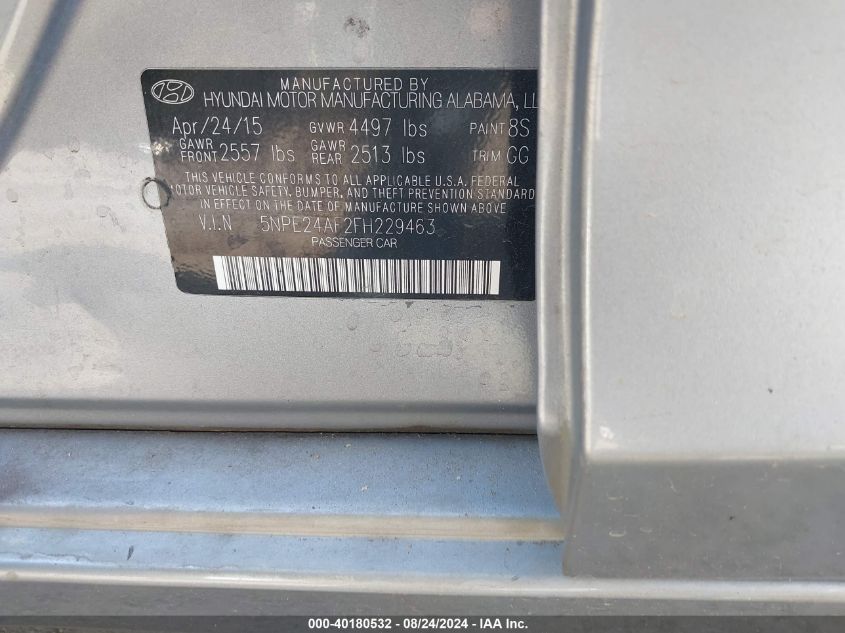 MANUFACTURED BY
HYUNDAI MOTOR MANUFACTURING ALABAMA, LL
Apr/24/15 GVWR 4497 lbs PAINT 8S
GAWR FRONT 2557 lbs GAWR REAR 2513 lbs TRIM GG
THIS VEHICLE CONFORMS TO ALL APPLICABLE U.S.A. FEDERAL
MOTOR VEHICLE SAFETY, BUMPER, AND THEFT PREVENTION STANDARD
IN EFFECT ON THE DATE OF MANUFACTURE SHOWN ABOVE
V.I.N 5NPE24AF2FH229463
PASSENGER CAR
000-40180532 - 08/24/2024 - IAA Inc.